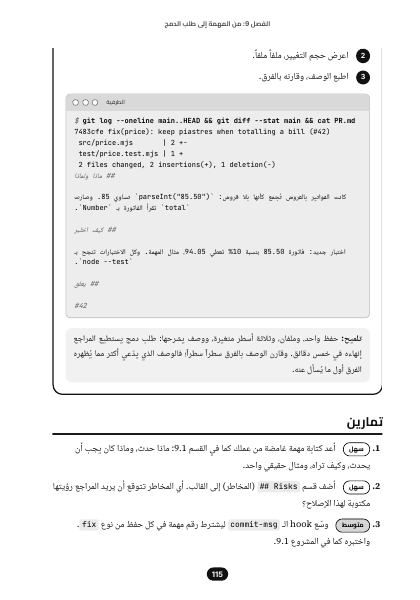 الفصل 9: من المهمة إلى طلب الدمج
2 اعرض حجم التغيير، ملفاً ملفاً.
3 اطبع الوصف، وقارنه بالفرق.
الطرفية
$ git log --oneline main..HEAD && git diff --stat main && cat PR.md
7483cfe fix(price): keep piastres when totalling a bill (#42)
src/price.mjs | 2 +-
test/price.test.mjs | 1 +
2 files changed, 2 insertions(+), 1 deletion(-)
## ماذا ولماذا
كانت الفواتير بالقروش تُجمع كأنها بلا قروش: `parseInt("85.50")` تساوي 85. وصارت
`total` تقرأ الفاتورة بـ `Number`.
## كيف اختُبر
اختبار جديد: فاتورة 85.50 بنسبة 10% تعطي 94.05، مثال المهمة. وكل الاختبارات تنجح بـ
`node --test`.
## يغلق
#42
تلميح: حفظ واحد، وملفان، وثلاثة أسطر متغيرة، ووصف يشرحها: طلب دمج يستطيع المراجع
إنهاءه في خمس دقائق. وقارن الوصف بالفرق سطراً سطراً؛ فالوصف الذي يدّعي أكثر مما يُظهره
الفرق أول ما يُسأل عنه.
تمارين
1. سهل أعد كتابة مهمة غامضة من عملك كما في القسم 9.1: ماذا حدث، وماذا كان يجب أن
يحدث، وكيف تراه، ومثال حقيقي واحد.
2. سهل أضف قسم ## Risks (المخاطر) إلى القالب. أي المخاطر تتوقع أن يريد المراجع رؤيتها
مكتوبة لهذا الإصلاح؟
3. متوسط وسّع hook الـ commit-msg ليشترط رقم مهمة في كل حفظ من نوع fix.
واختبره كما في المشروع 9.1.
115